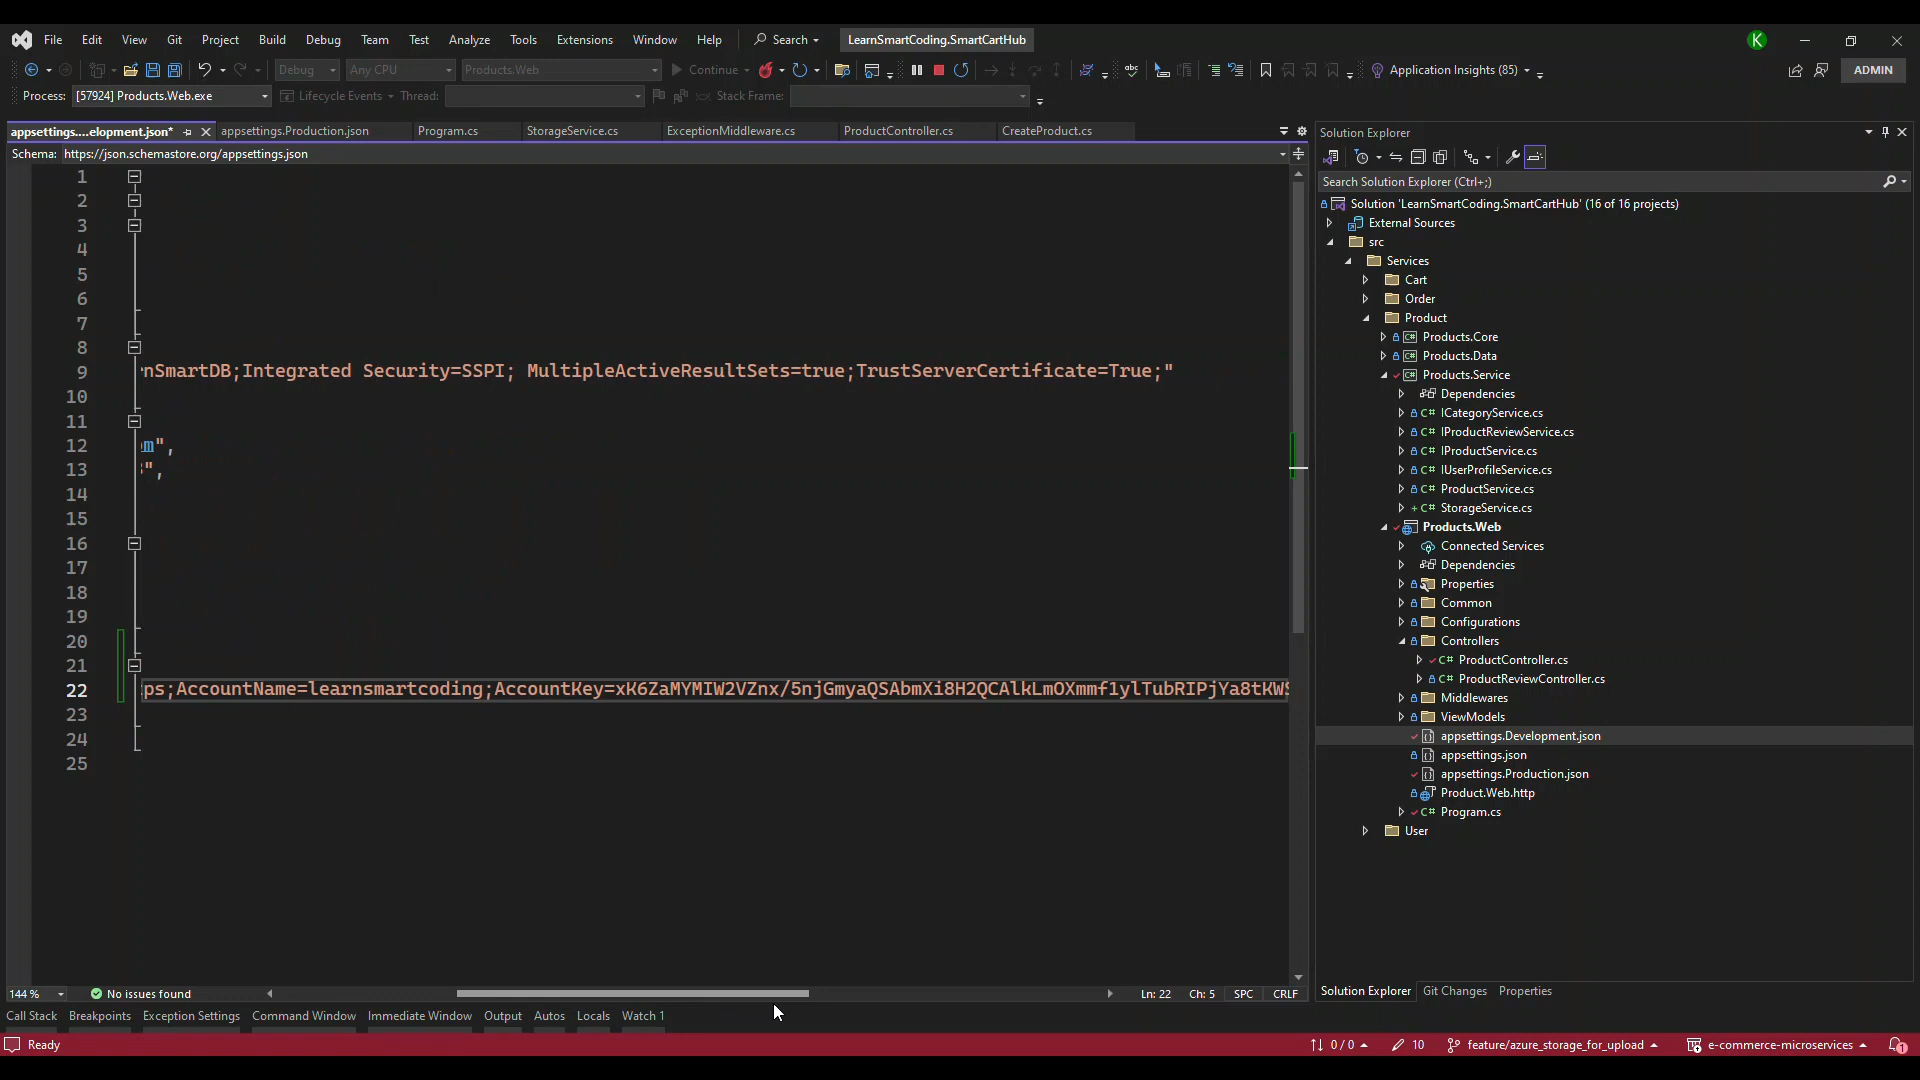 File Edit View Git Project Build Debug Team Test Analyze Tools Extensions Window Help Search LearnSmartCoding.SmartCartHub K
Debug Any CPU Products.Web Continue Application Insights (85) ADMIN
Process: [57924] Products.Web.exe Lifecycle Events Thread: Stack Frame:
appsettings....elopment.json* appsettings.Production.json Program.cs StorageService.cs ExceptionMiddleware.cs ProductController.cs CreateProduct.cs
Schema: https://json.schemastore.org/appsettings.json
1
2
3
4
5
6
7
8
9 nSmartDB;Integrated Security=SSPI; MultipleActiveResultSets=true;TrustServerCertificate=True;"
10
11
12 m",
13 ",
14
15
16
17
18
19
20
21
22 ps;AccountName=learnsmartcoding;AccountKey=xK6ZaMYMIW2VZnx/5njGmyaQSAbmXi8H2QCAlkLmOXmmf1ylTubRIPjYa8tKWS
23
24
25
144 % No issues found Ln: 22 Ch: 5 SPC CRLF
Call Stack Breakpoints Exception Settings Command Window Immediate Window Output Autos Locals Watch 1
Solution Explorer
Search Solution Explorer (Ctrl+;)
Solution 'LearnSmartCoding.SmartCartHub' (16 of 16 projects)
External Sources
src
Services
Cart
Order
Product
Products.Core
Products.Data
Products.Service
Dependencies
ICategoryService.cs
IProductReviewService.cs
IProductService.cs
IUserProfileService.cs
ProductService.cs
StorageService.cs
Products.Web
Connected Services
Dependencies
Properties
Common
Configurations
Controllers
ProductController.cs
ProductReviewController.cs
Middlewares
ViewModels
appsettings.Development.json
appsettings.json
appsettings.Production.json
Product.Web.http
Program.cs
User
Solution Explorer Git Changes Properties
Ready 0 / 0 10 feature/azure_storage_for_upload e-commerce-microservices 1